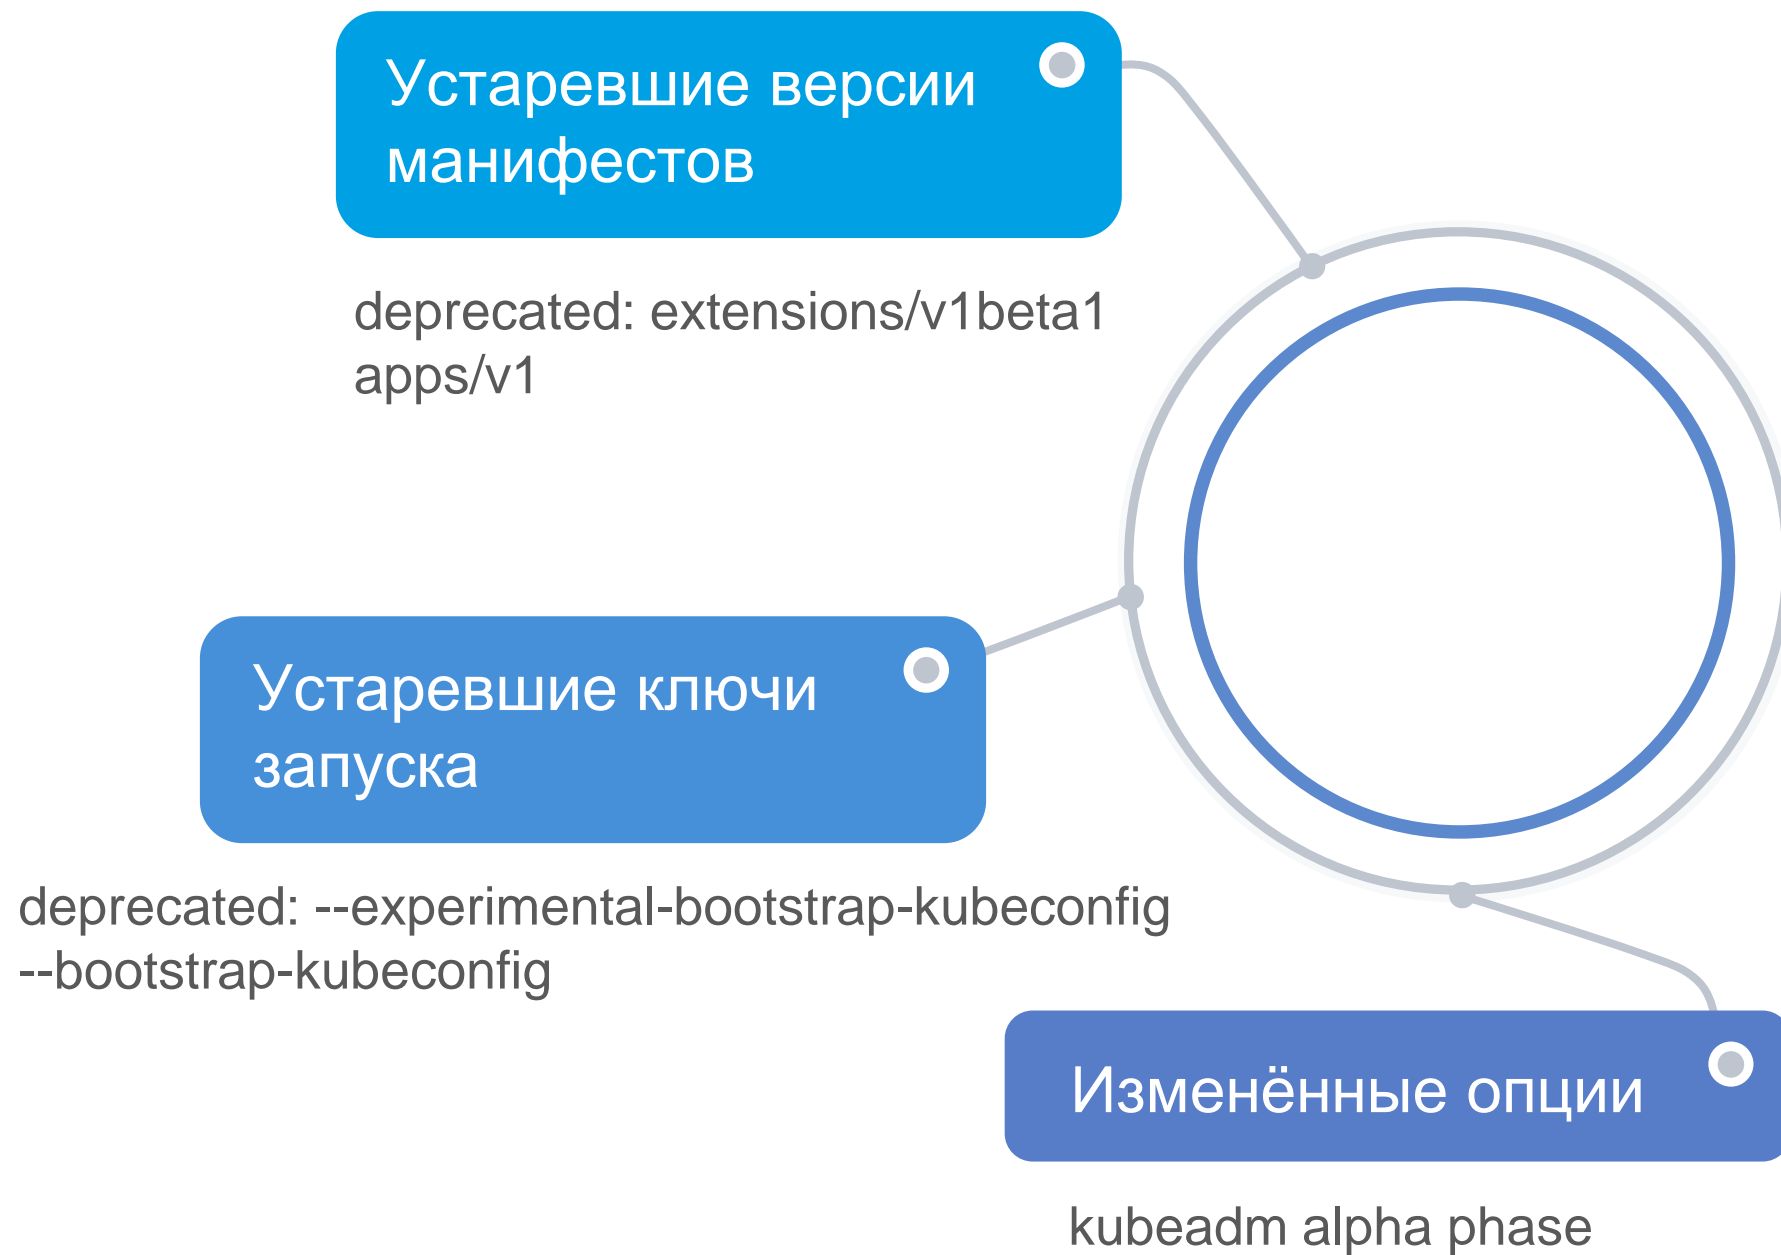 Устаревшие версии
манифестов
deprecated: extensions/v1beta1
apps/v1
Устаревшие ключи
запуска
deprecated: --experimental-bootstrap-kubeconfig
--bootstrap-kubeconfig
Изменённые опции
kubeadm alpha phase